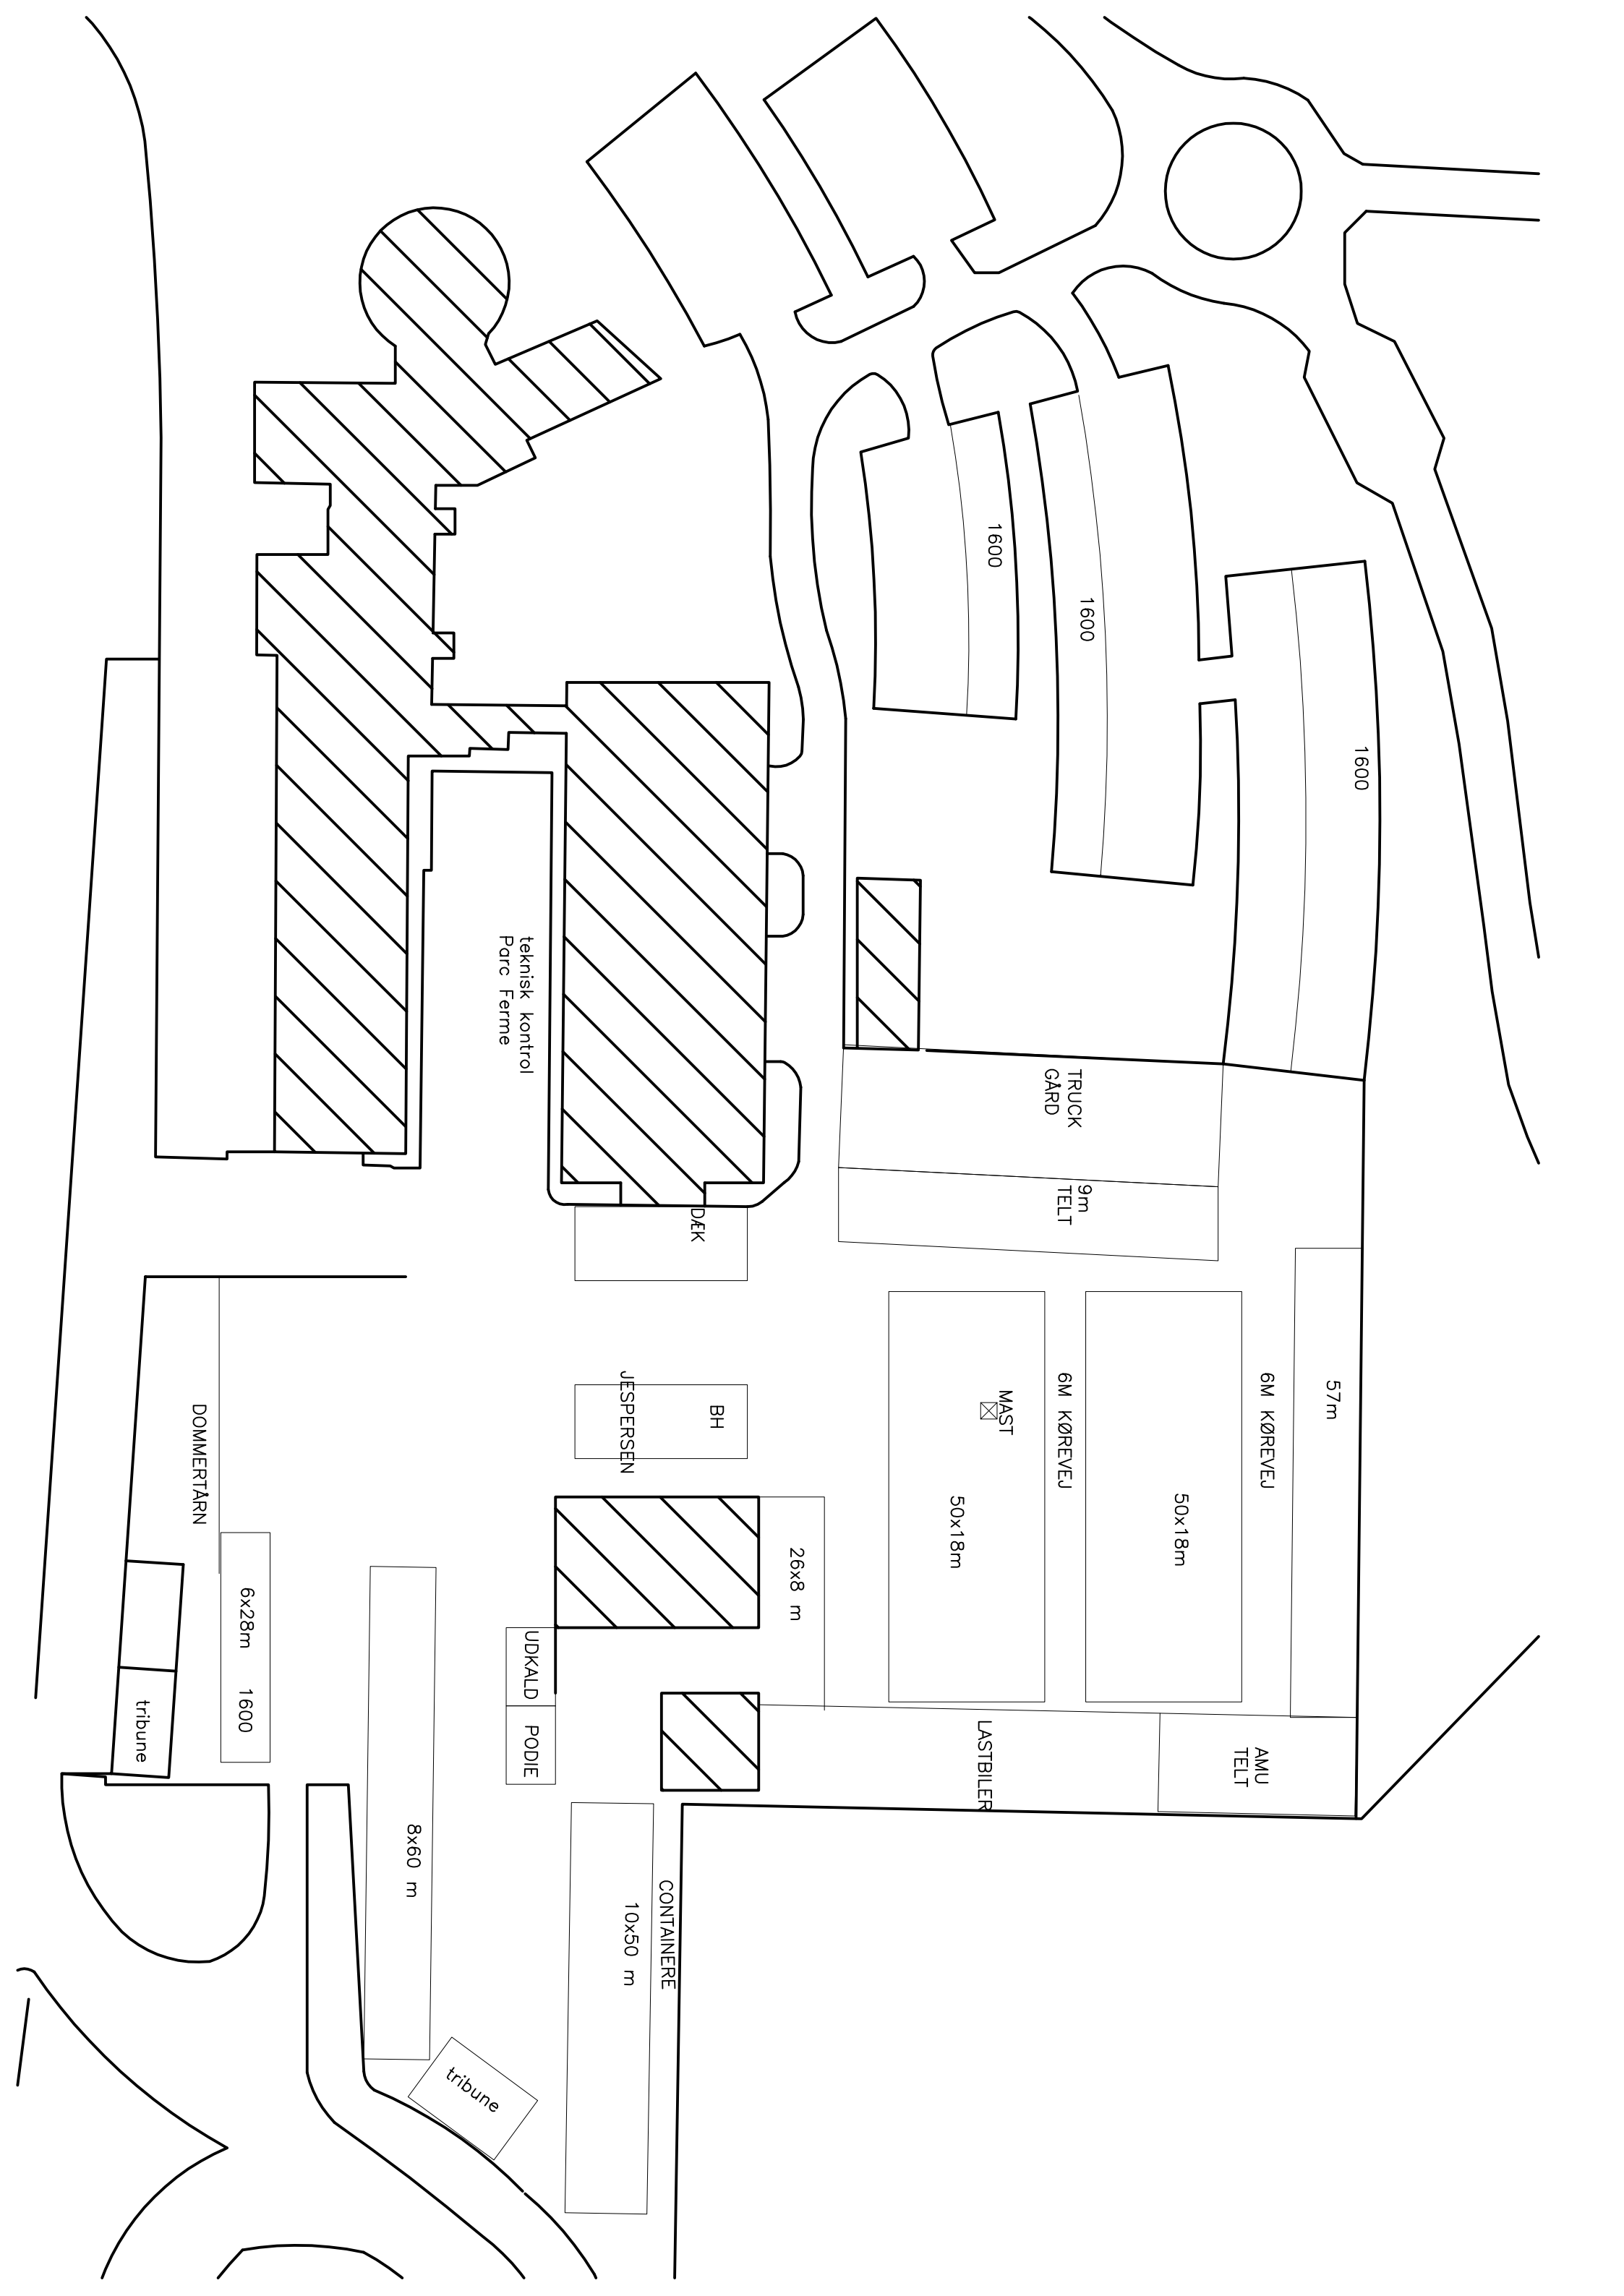 1600
1600
1600
teknisk kontrol
Parc Ferme
TRUCK
GÅRD
9m
TELT
DÆK
57m
6M KØREVEJ
6M KØREVEJ
MAST
BH
JESPERSEN
DOMMERTÅRN
50x18m
50x18m
26x8 m
6x28m 1600
UDKALD
PODIE
tribune
LASTBILER
AMU
TELT
8x60 m
CONTAINERE
10x50 m
tribune